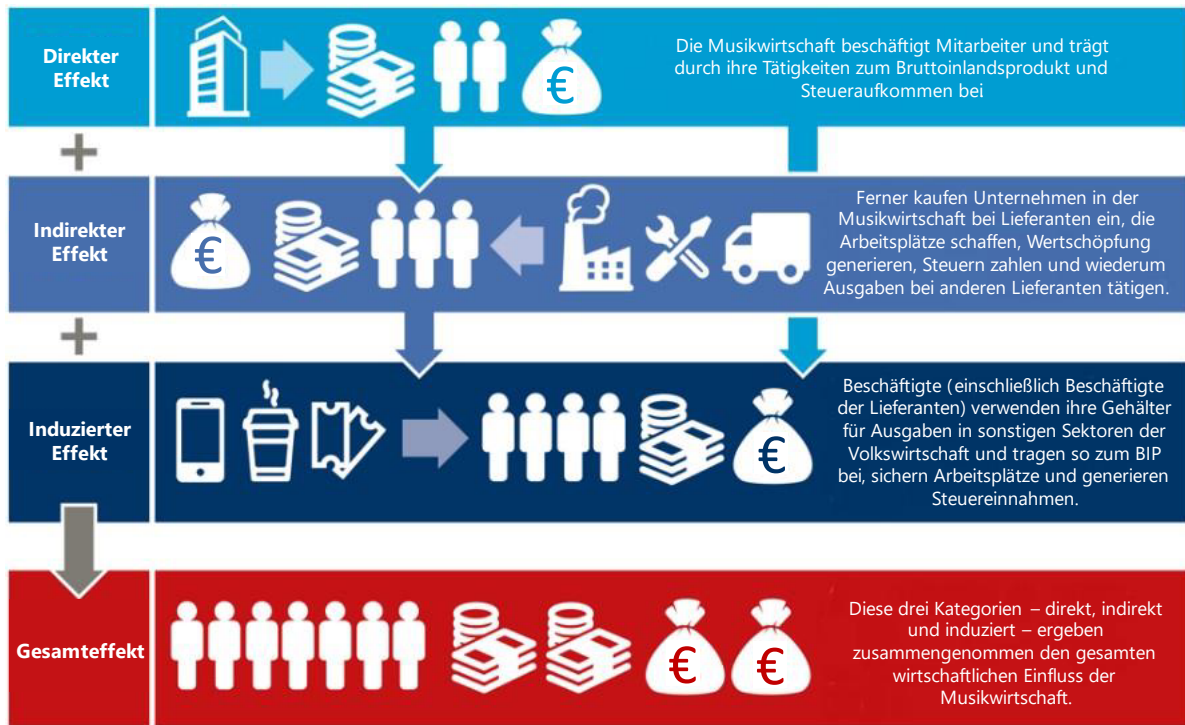 Direkter
Effekt
€
Die Musikwirtschaft beschäftigt Mitarbeiter und trägt
durch ihre Tätigkeiten zum Bruttoinlandsprodukt und
Steueraufkommen bei
+
Indirekter
Effekt
€
Ferner kaufen Unternehmen in der
Musikwirtschaft bei Lieferanten ein, die
Arbeitsplätze schaffen, Wertschöpfung
generieren, Steuern zahlen und wiederum
Ausgaben bei anderen Lieferanten tätigen.
+
Induzierter
Effekt
€
Beschäftigte (einschließlich Beschäftigte
der Lieferanten) verwenden ihre Gehälter
für Ausgaben in sonstigen Sektoren der
Volkswirtschaft und tragen so zum BIP
bei, sichern Arbeitsplätze und generieren
Steuereinnahmen.
Gesamteffekt
€ €
Diese drei Kategorien – direkt, indirekt
und induziert – ergeben
zusammengenommen den gesamten
wirtschaftlichen Einfluss der
Musikwirtschaft.